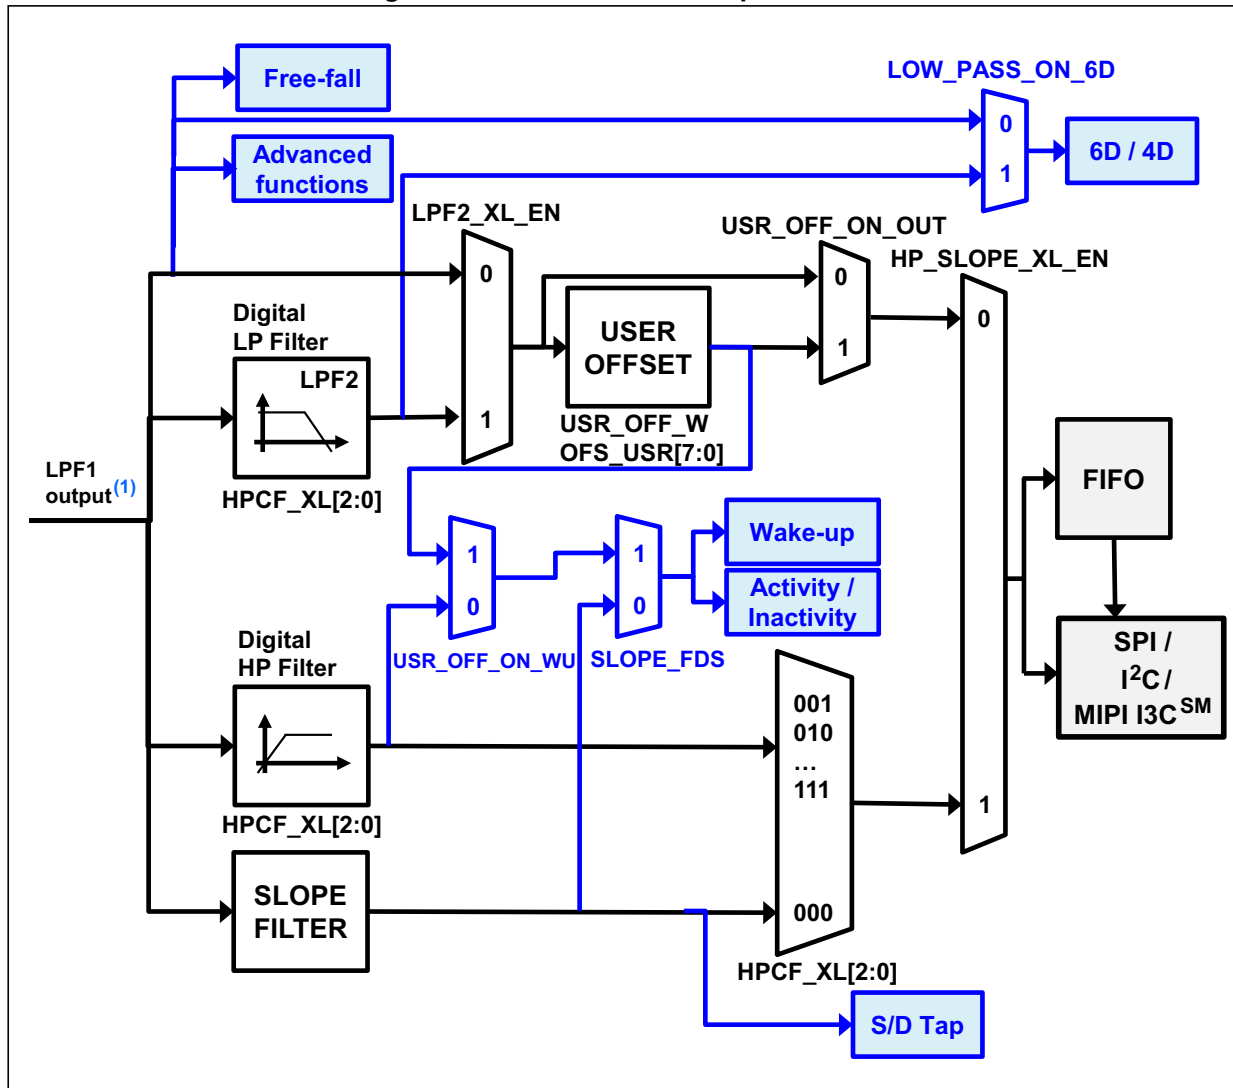 Free-fall
LOW_PASS_ON_6D
0
6D / 4D
1
Advanced
functions
LPF2_XL_EN
USR_OFF_ON_OUT
HP_SLOPE_XL_EN
0
0
0
Digital
LP Filter
LPF2
USER
OFFSET
1
1
USR_OFF_W
OFS_USR[7:0]
LPF1
output(1)
HPCF_XL[2:0]
FIFO
1
0
1
0
Wake-up
Activity /
Inactivity
USR_OFF_ON_WU
SLOPE_FDS
Digital
HP Filter
SPI /
I²C /
MIPI I3C SM
001
010
...
111
1
HPCF_XL[2:0]
SLOPE
FILTER
000
HPCF_XL[2:0]
S/D Tap